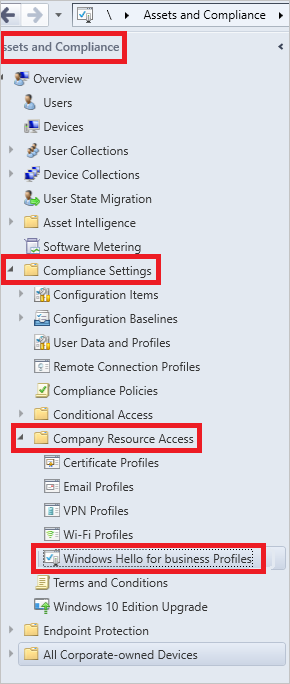 \ ▸ Assets and Compliance ▸
ssets and Compliance
Overview
Users
Devices
User Collections
Device Collections
User State Migration
Asset Intelligence
Software Metering
Compliance Settings
Configuration Items
Configuration Baselines
User Data and Profiles
Remote Connection Profiles
Compliance Policies
Conditional Access
Company Resource Access
Certificate Profiles
Email Profiles
VPN Profiles
Wi-Fi Profiles
Windows Hello for business Profiles
Terms and Conditions
Windows 10 Edition Upgrade
Endpoint Protection
All Corporate-owned Devices